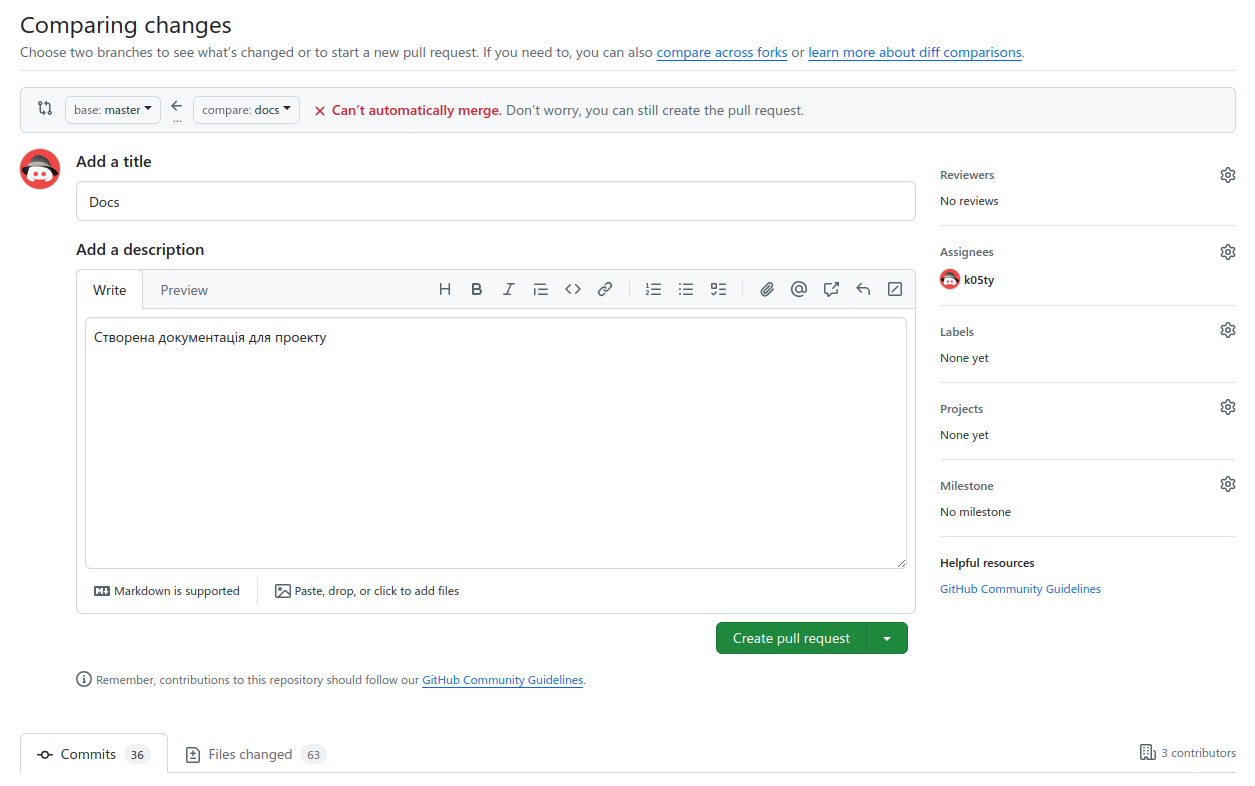 Comparing changes
Choose two branches to see what's changed or to start a new pull request. If you need to, you can also compare across forks or learn more about diff comparisons.
base: master
...
compare: docs
Can't automatically merge. Don't worry, you can still create the pull request.
Add a title
Docs
Add a description
Write
Preview
Створена документація для проекту
Markdown is supported
Paste, drop, or click to add files
Create pull request
Remember, contributions to this repository should follow our GitHub Community Guidelines.
Reviewers
No reviews
Assignees
k05ty
Labels
None yet
Projects
None yet
Milestone
No milestone
Helpful resources
GitHub Community Guidelines
Commits 36
Files changed 63
3 contributors